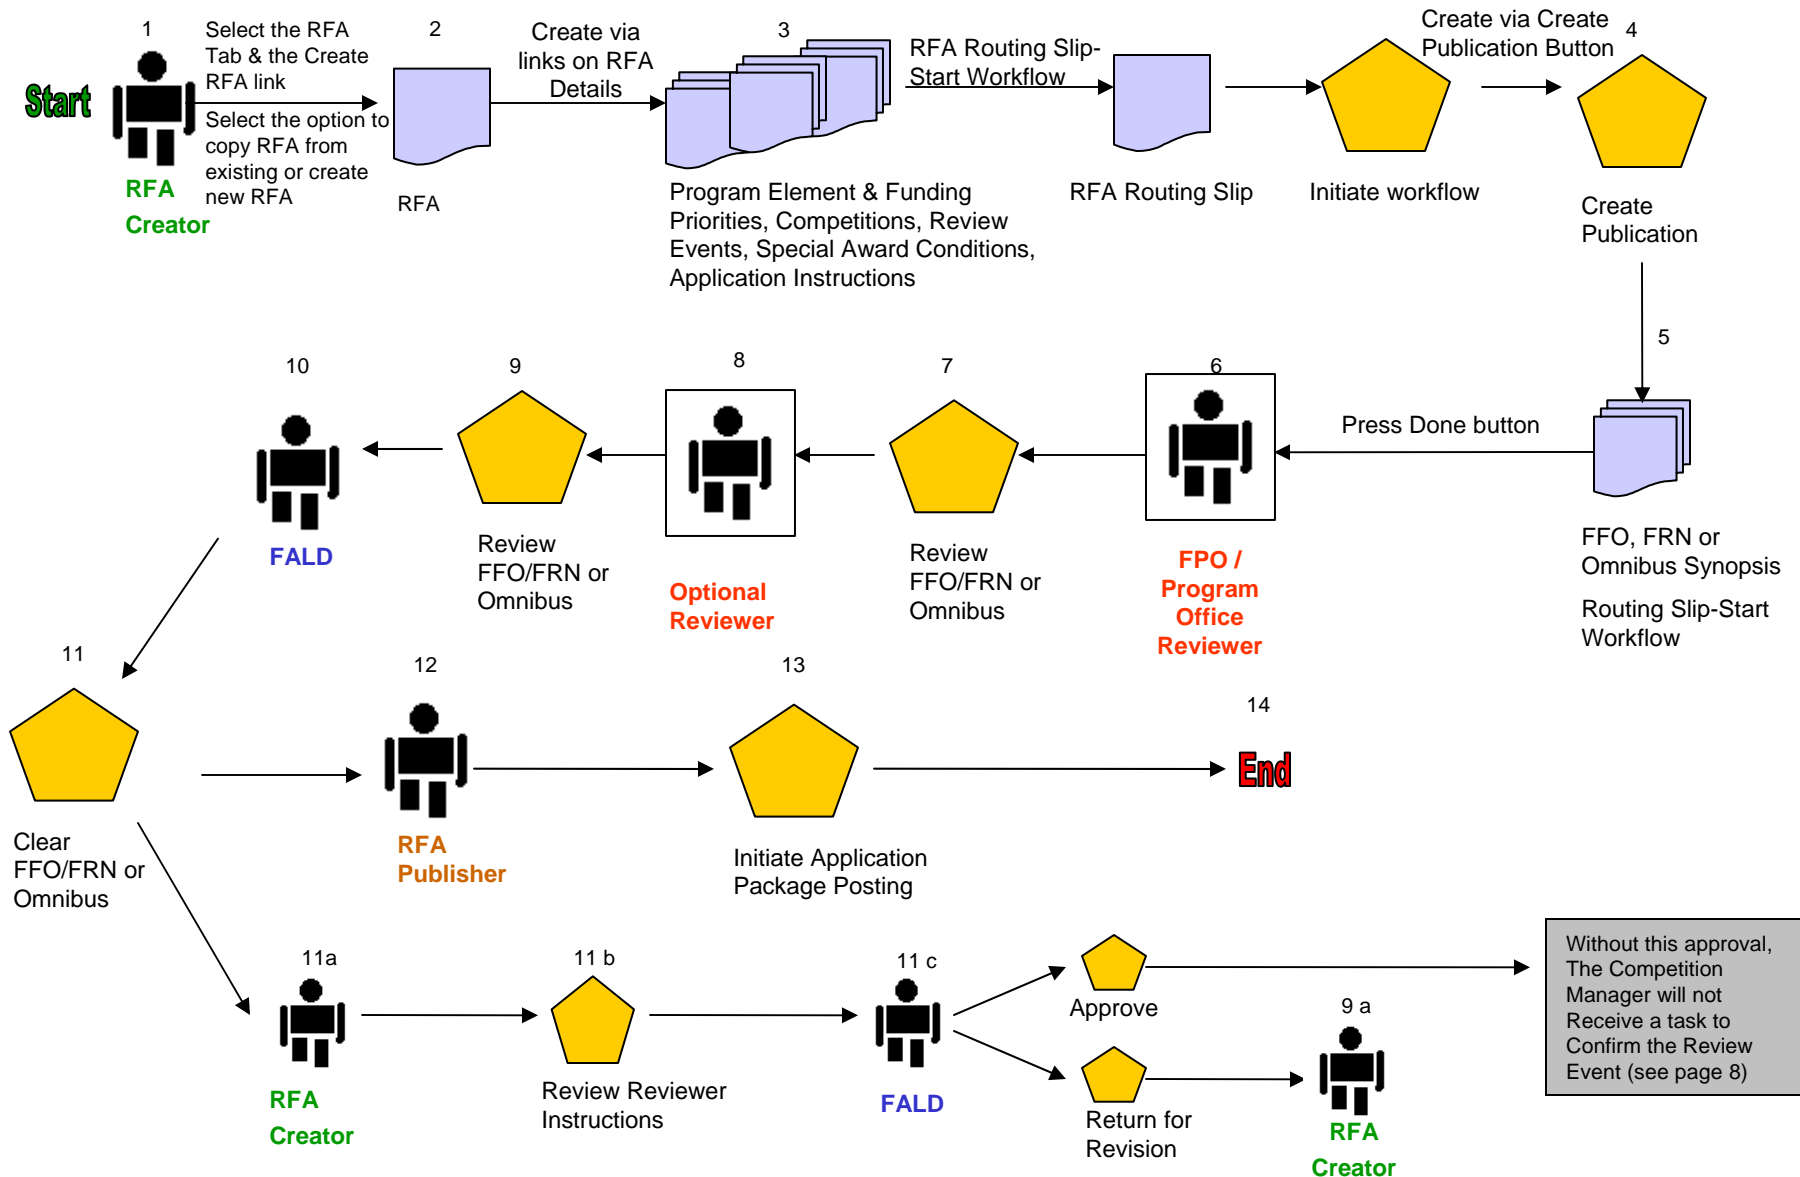 Start
1
Select the RFA
Tab & the Create
RFA link
Select the option to
copy RFA from
existing or create
new RFA
RFA
Creator
2
RFA
Create via
links on RFA
Details
3
Program Element & Funding
Priorities, Competitions, Review
Events, Special Award Conditions,
Application Instructions
RFA Routing Slip-
Start Workflow
RFA Routing Slip
Initiate workflow
Create via Create
Publication Button
4
Create
Publication
5
FFO, FRN or
Omnibus Synopsis
Routing Slip-Start
Workflow
Press Done button
6
FPO /
Program
Office
Reviewer
7
Review
FFO/FRN or
Omnibus
8
Optional
Reviewer
9
Review
FFO/FRN or
Omnibus
10
FALD
11
Clear
FFO/FRN or
Omnibus
12
RFA
Publisher
13
Initiate Application
Package Posting
14
End
11a
RFA
Creator
11 b
Review Reviewer
Instructions
11 c
FALD
Approve
Return for
Revision
9 a
RFA
Creator
Without this approval,
The Competition
Manager will not
Receive a task to
Confirm the Review
Event (see page 8)